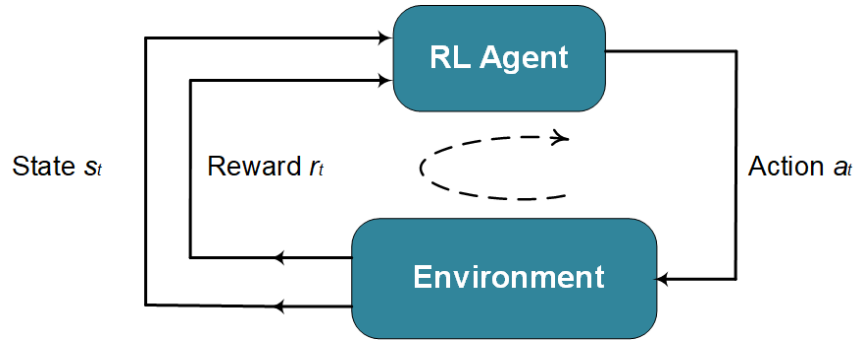 RL Agent
State sₜ
Reward rₜ
Action aₜ
Environment